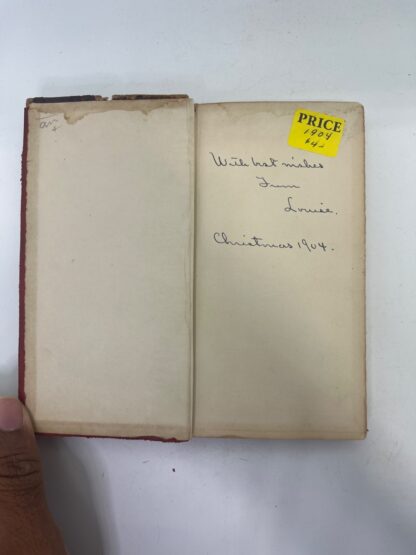 PRICE
1904
$4-
With best wishes
From
Louise.
Christmas 1904.